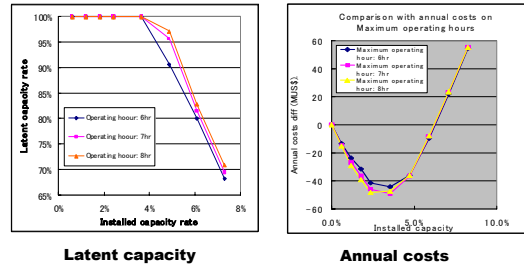 100%
95%
90%
85%
80%
75%
70%
65%
Latent capacity rate
Operating hoour: 6hr
Operating hoour: 7hr
Operating hoour: 8hr
0% 2% 4% 6% 8%
Installed capacity rate
Latent capacity
Comparison with annual costs on
Maximum operating hours
60
40
20
0
-20
-40
-60
Annual costs diff (MUS$)
Maximum operating
hour: 6hr
Maximum operating
hour: 7hr
Maximum operating
hour: 8hr
0.0% 5.0% 10.0%
Installed capacity
Annual costs